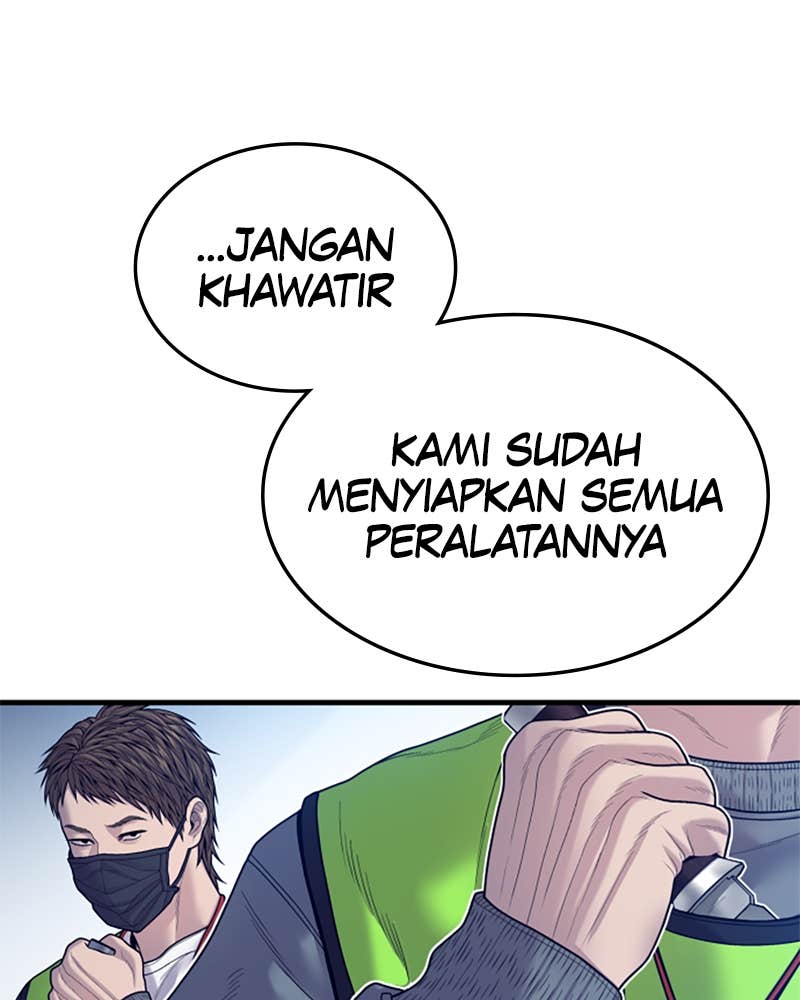 ...JANGAN
KHAWATIR
KAMI SUDAH
MENYIAPKAN SEMUA
PERALATANNYA